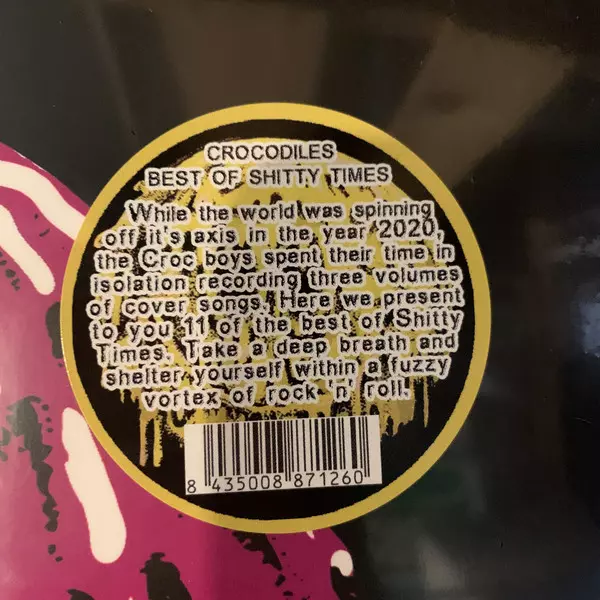 CROCODILES
BEST OF SHITTY TIMES
While the world was spinning
off it's axis in the year 2020,
the Croc boys spent their time in
isolation recording three volumes
of cover songs. Here we present
to you 11 of the best of Shitty
Times. Take a deep breath and
shelter yourself within a fuzzy
vortex of rock 'n' roll.
8 435008 871260